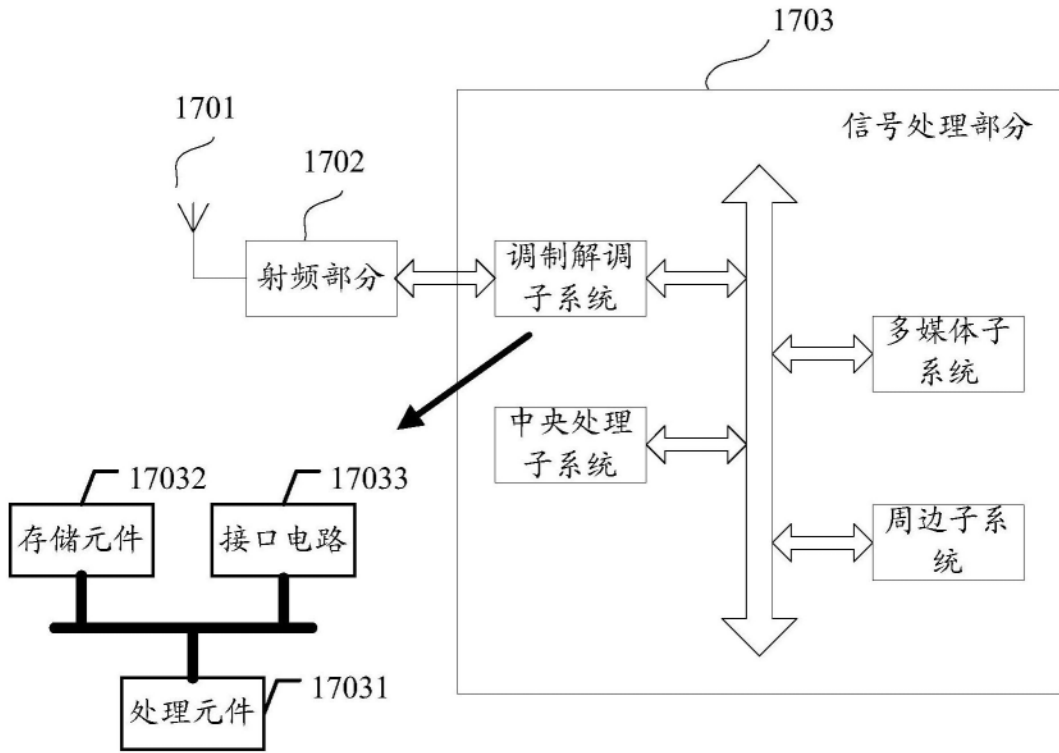 1703
1701
信号处理部分
1702
射频部分
调制解调
子系统
多媒体子
系统
中央处理
子系统
17032
17033
存储元件
接口电路
周边子系
统
17031
处理元件